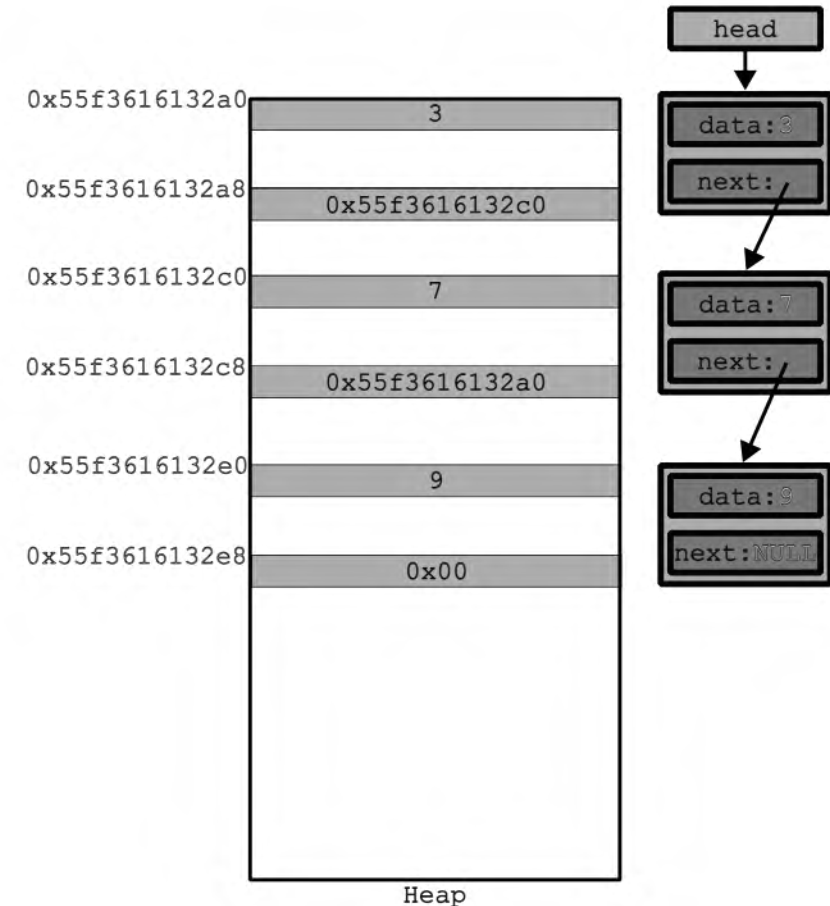 head
0x55f3616132a0
3
data:3
0x55f3616132a8
next:
0x55f3616132c0
0x55f3616132c0
7
data:7
next:
0x55f3616132c8
0x55f3616132a0
0x55f3616132e0
9
data:9
0x55f3616132e8
next:NULL
0x00
Heap